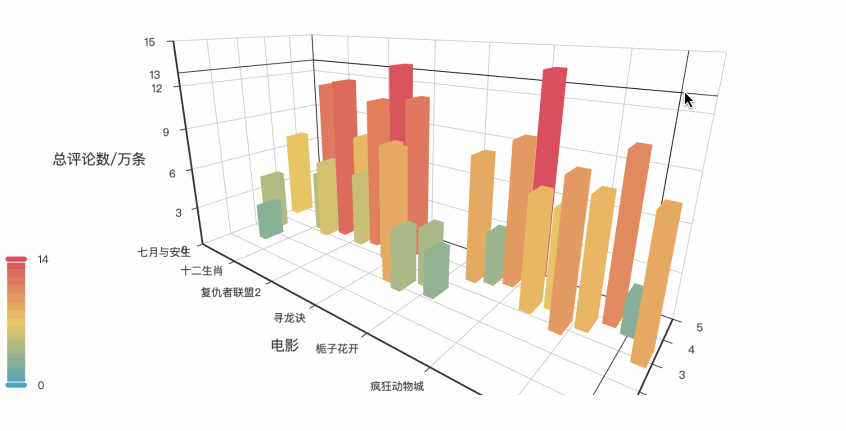 15
13
12
9
6
3
0
总评论数/万条
七月与安生
十二生肖
复仇者联盟2
寻龙诀
栀子花开
疯狂动物城
电影
5
4
3
14
0